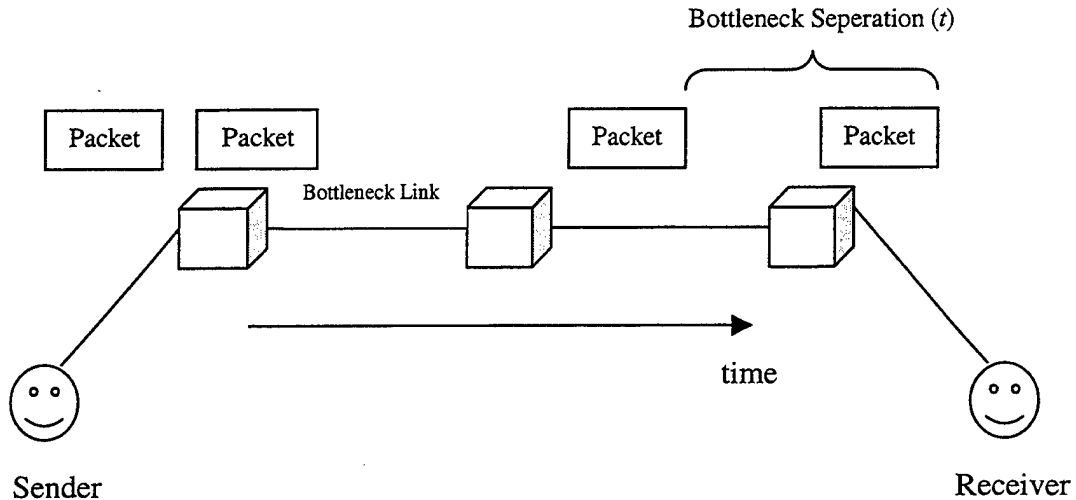 Bottleneck Seperation (t)
Packet
Packet
Packet
Packet
Bottleneck Link
time
Sender
Receiver